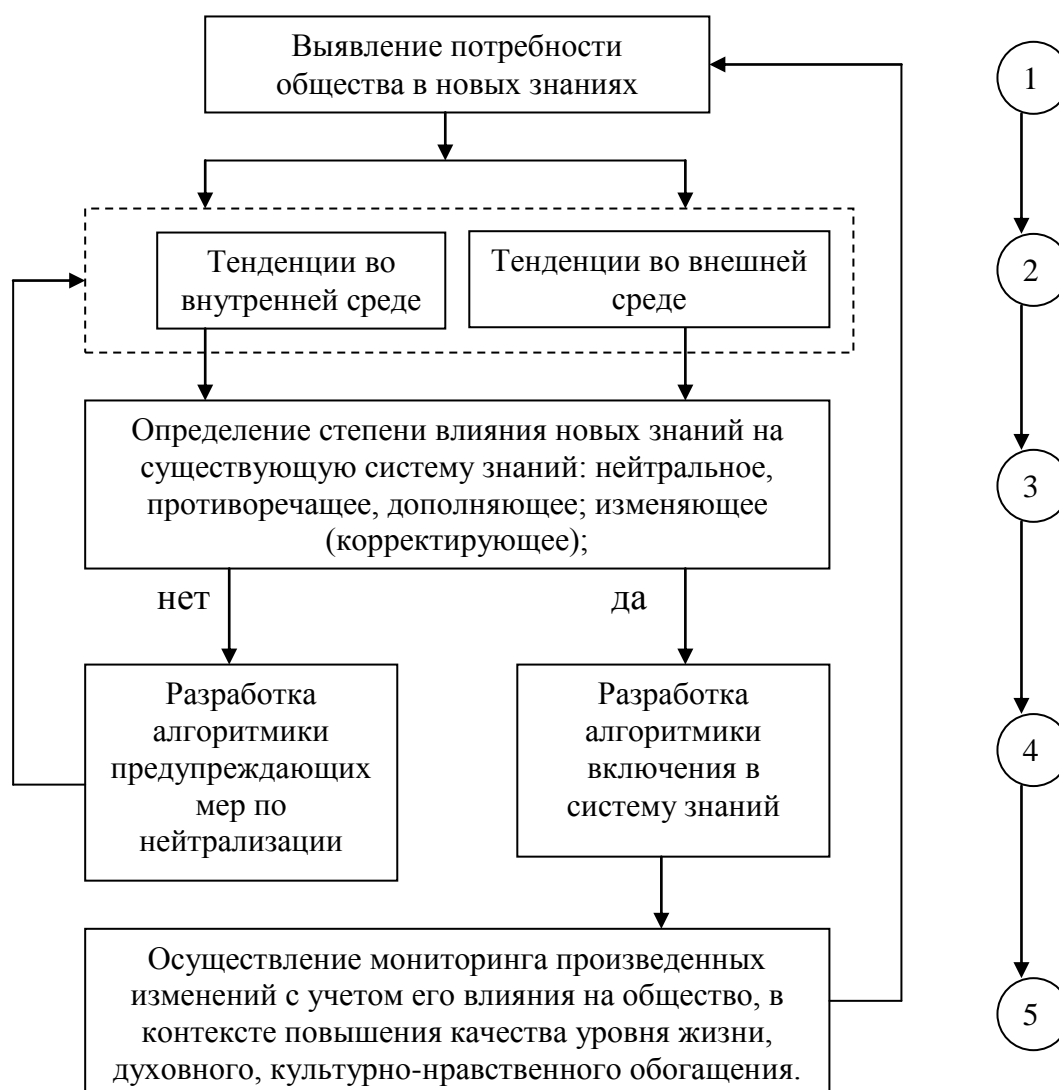 Выявление потребности
общества в новых знаниях
1
Тенденции во
внутренней среде
Тенденции во внешней
среде
2
Определение степени влияния новых знаний на
существующую систему знаний: нейтральное,
противоречащее, дополняющее; изменяющее
(корректирующее);
3
нет
да
Разработка
алгоритмики
предупреждающих
мер по
нейтрализации
Разработка
алгоритмики
включения в
систему знаний
4
Осуществление мониторинга произведенных
изменений с учетом его влияния на общество, в
контексте повышения качества уровня жизни,
духовного, культурно-нравственного обогащения.
5